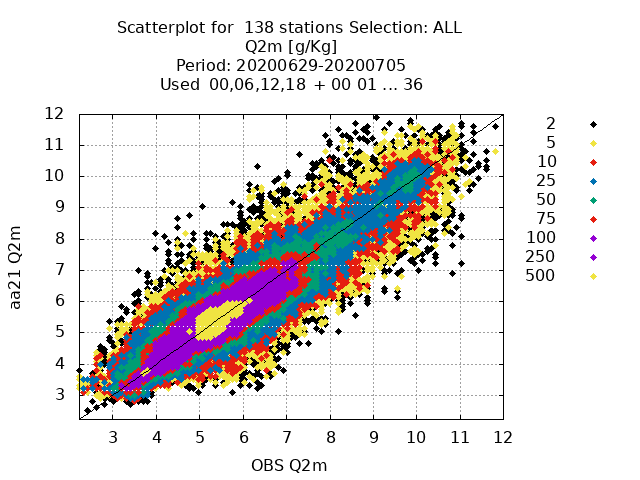 Scatterplot for 138 stations Selection: ALL
Q2m [g/Kg]
Period: 20200629-20200705
Used 00,06,12,18 + 00 01 ... 36
12
11
10
9
8
7
6
5
4
3
aa21 Q2m
3 4 5 6 7 8 9 10 11 12
OBS Q2m
2
5
10
25
50
75
100
250
500